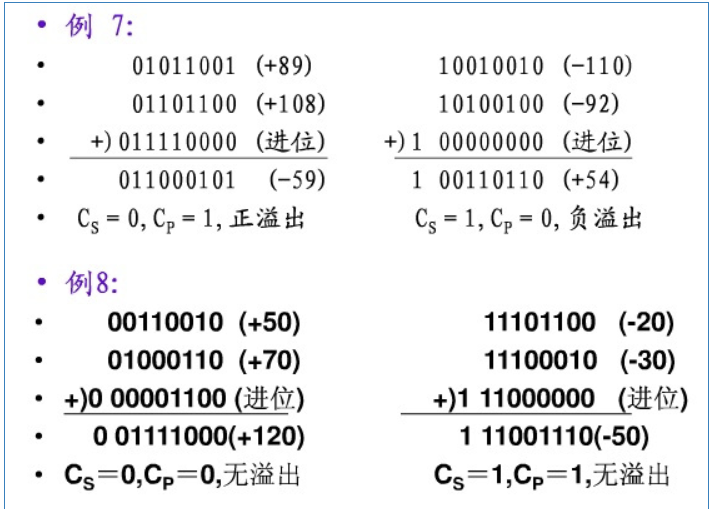 • 例 7:
• 01011001 (+89) 10010010 (−110)
• 01101100 (+108) 10100100 (−92)
• +)011110000 (进位) +)1 00000000 (进位)
• 011000101 (−59) 1 00110110 (+54)
• C_S = 0, C_P = 1, 正溢出 C_S = 1, C_P = 0, 负溢出
• 例8:
• 00110010 (+50) 11101100 (-20)
• 01000110 (+70) 11100010 (-30)
• +)0 00001100 (进位) +)1 11000000 (进位)
• 0 01111000(+120) 1 11001110(-50)
• C_S=0,C_P=0,无溢出 C_S=1,C_P=1,无溢出